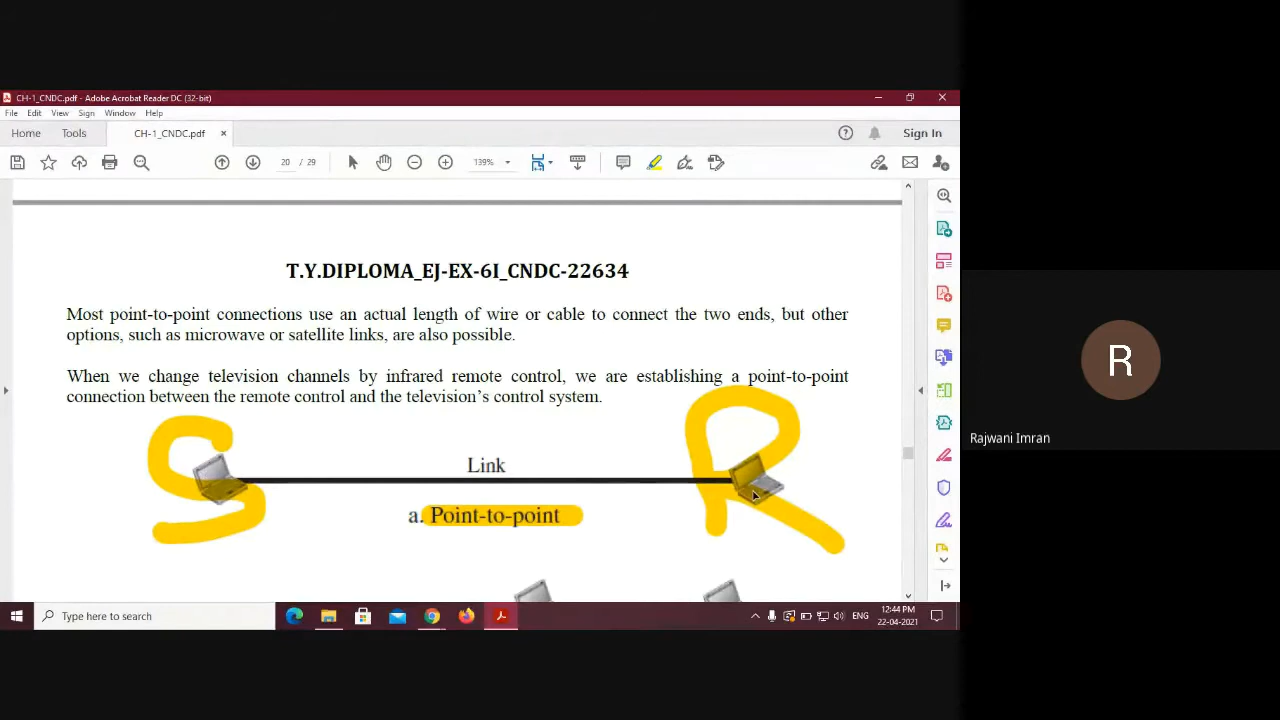 CH-1_CNDC.pdf - Adobe Acrobat Reader DC (32-bit)
File Edit View Sign Window Help
Home Tools CH-1_CNDC.pdf × Sign In
20 / 29 139%
T.Y.DIPLOMA_EJ-EX-6I_CNDC-22634
Most point-to-point connections use an actual length of wire or cable to connect the two ends, but other
options, such as microwave or satellite links, are also possible.
When we change television channels by infrared remote control, we are establishing a point-to-point
connection between the remote control and the television's control system.
S R
Link
a. Point-to-point
R
Rajwani Imran
Type here to search
ENG
12:44 PM
22-04-2021